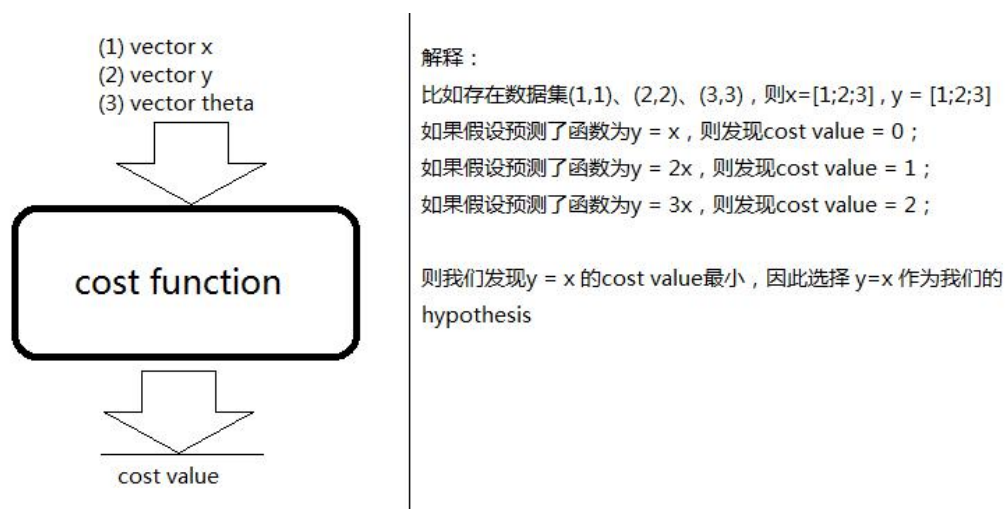 (1) vector x
(2) vector y
(3) vector theta
cost function
cost value
解释：
比如存在数据集(1,1)、(2,2)、(3,3)，则x=[1;2;3] , y = [1;2;3]
如果假设预测了函数为y = x，则发现cost value = 0；
如果假设预测了函数为y = 2x，则发现cost value = 1；
如果假设预测了函数为y = 3x，则发现cost value = 2；
则我们发现y = x 的cost value最小，因此选择 y=x 作为我们的
hypothesis